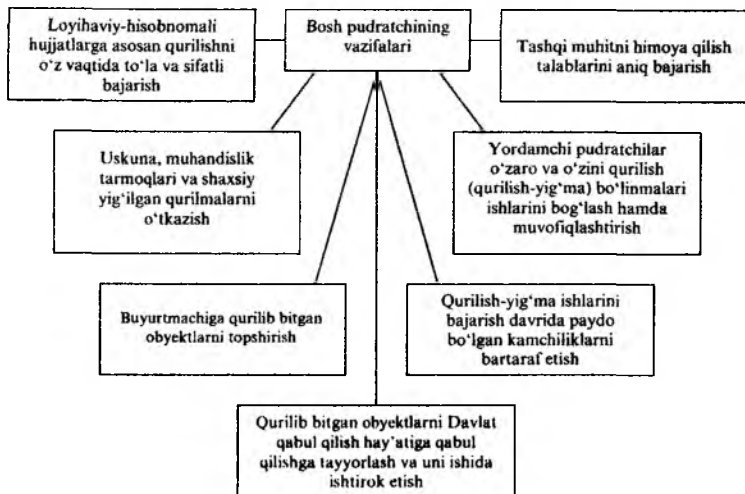 Loyihaviy-hisobnomali
hujjatlarga asosan qurilishni
o‘z vaqtida to‘la va sifatli
bajarish
Bosh pudratchining
vazifalari
Tashqi muhitni himoya qilish
talablarini aniq bajarish
Uskuna, muhandislik
tarmoqlari va shaxsiy
yig‘ilgan qurilmalarni
o‘tkazish
Yordamchi pudratchilar
o‘zaro va o‘zini qurilish
(qurilish-yig‘ma) bo‘linmalari
ishlarini bog‘lash hamda
muvofiqlashtirish
Buyurtmachiga qurilib bitgan
obyektlarni topshirish
Qurilish-yig‘ma ishlarini
bajarish davrida paydo
bo‘lgan kamchiliklarni
bartaraf etish
Qurilib bitgan obyektlarni Davlat
qabul qilish hay’atiga qabul
qilishga tayyorlash va uni ishida
ishtirok etish